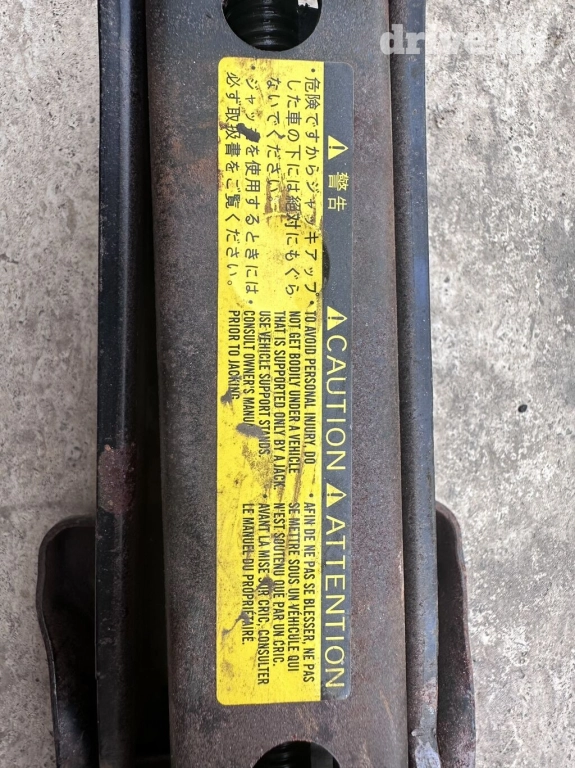 ⚠警告
・危険ですからジャッキアップ
した車の下には絶対にもぐら
ないでください
ジャッキを使用するときには・
必ず取扱書をご覧ください。
⚠CAUTION
・TO AVOID PERSONAL INJURY, DO
NOT GET BODILY UNDER A VEHICLE
THAT IS SUPPORTED ONLY BY A JACK.
USE VEHICLE SUPPORT STANDS.
・CONSULT OWNER'S MANUAL
PRIOR TO JACKING.
⚠ATTENTION
・AFIN DE NE PAS SE BLESSER, NE PAS
SE METTRE SOUS UN VÉHICULE QUI
N'EST SOUTENU QUE PAR UN CRIC.
・AVANT LA MISE SUR CRIC, CONSULTER
LE MANUEL DU PROPRIETAIRE.